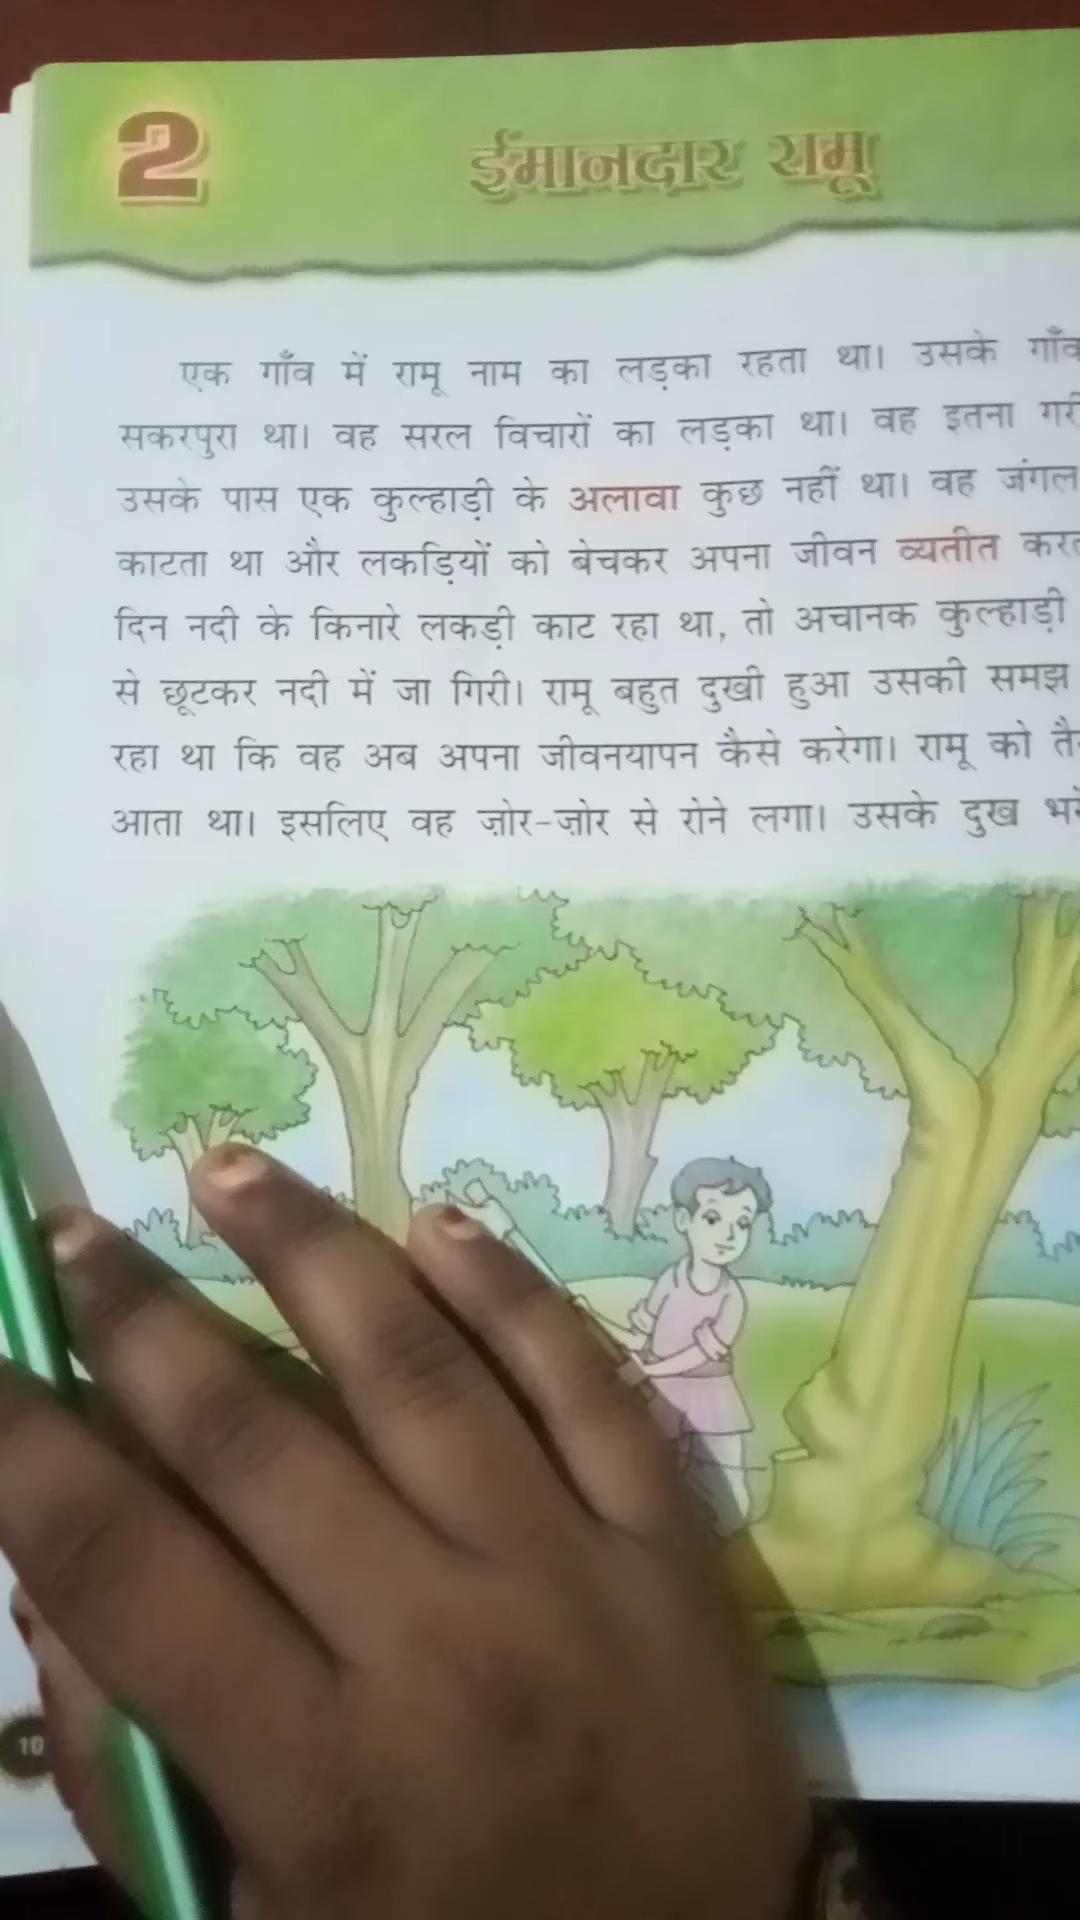 2
ईमानदार रामू
एक गाँव में रामू नाम का लड़का रहता था। उसके गाँव
सकरपुरा था। वह सरल विचारों का लड़का था। वह इतना
उसके पास एक कुल्हाड़ी के अलावा कुछ नहीं था। वह जंगल
काटता था और लकड़ियों को बेचकर अपना जीवन व्यतीत
दिन नदी के किनारे लकड़ी काट रहा था, तो अचानक कुल्हाड़ी
से छूटकर नदी में जा गिरी। रामू बहुत दुखी हुआ उसकी समझ
रहा था कि वह अब अपना जीवनयापन कैसे करेगा। रामू को
आता था। इसलिए वह ज़ोर-ज़ोर से रोने लगा। उसके दुख
10